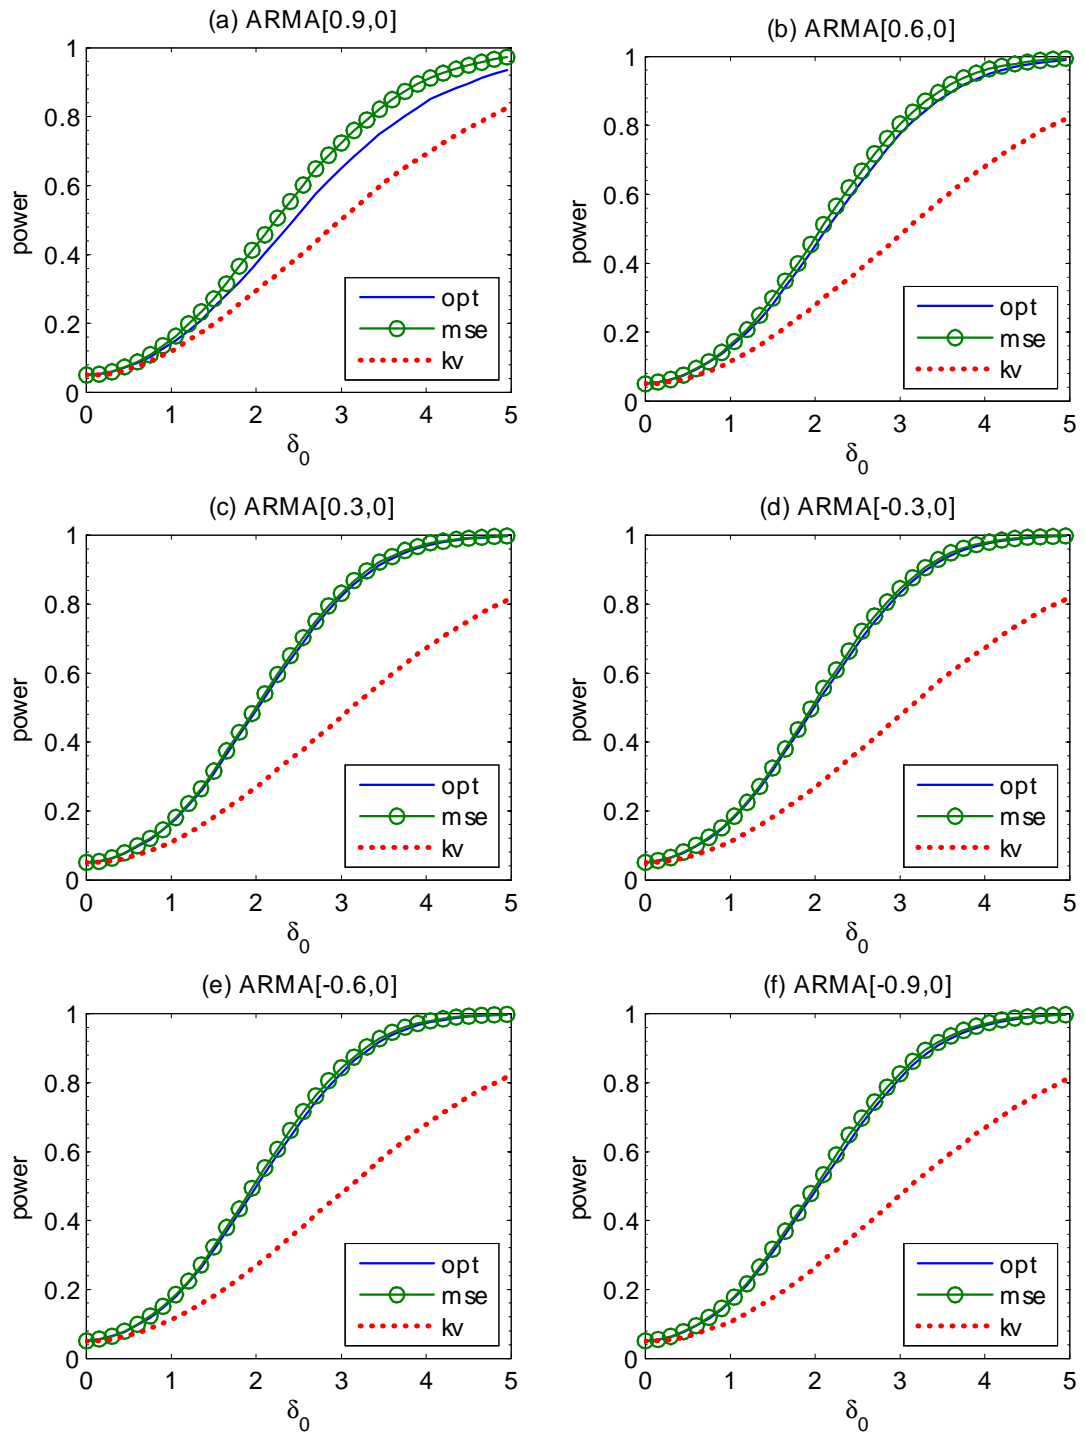 (a) ARMA[0.9,0]
1
0.8
0.6
0.4
0.2
0
power
opt
mse
kv
0 1 2 3 4 5
δ0
(b) ARMA[0.6,0]
1
0.8
0.6
0.4
0.2
0
power
opt
mse
kv
0 1 2 3 4 5
δ0
(c) ARMA[0.3,0]
1
0.8
0.6
0.4
0.2
0
power
opt
mse
kv
0 1 2 3 4 5
δ0
(d) ARMA[-0.3,0]
1
0.8
0.6
0.4
0.2
0
power
opt
mse
kv
0 1 2 3 4 5
δ0
(e) ARMA[-0.6,0]
1
0.8
0.6
0.4
0.2
0
power
opt
mse
kv
0 1 2 3 4 5
δ0
(f) ARMA[-0.9,0]
1
0.8
0.6
0.4
0.2
0
power
opt
mse
kv
0 1 2 3 4 5
δ0